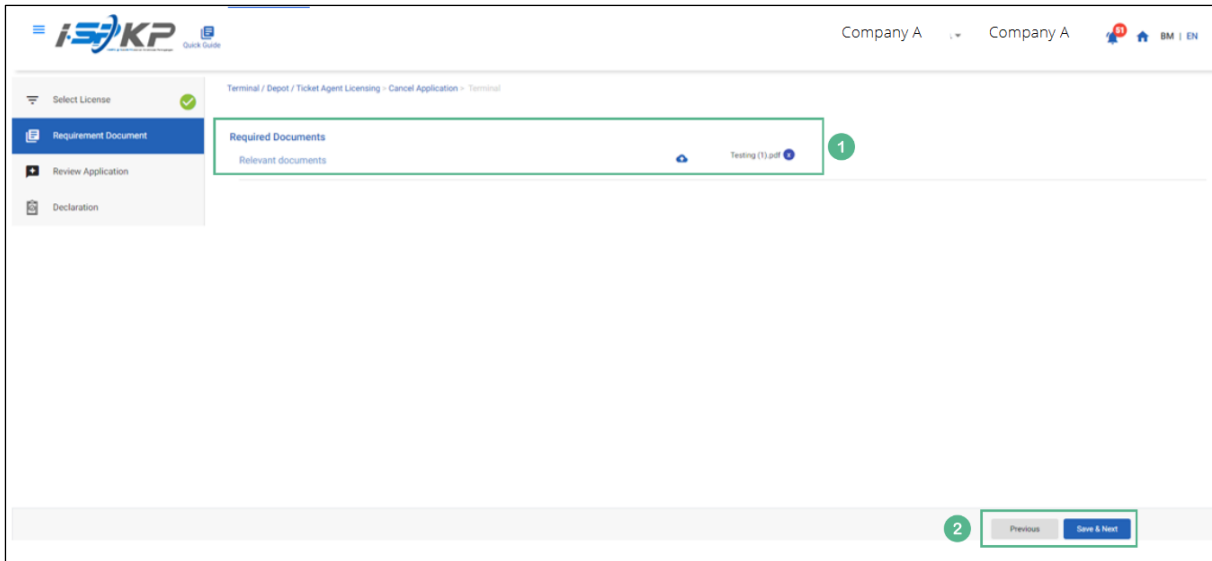 i-SPKP
Quick Guide
Company A
Company A
51
BM | EN
Select License
Requirement Document
Review Application
Declaration
Terminal / Depot / Ticket Agent Licensing > Cancel Application > Terminal
Required Documents
Relevant documents
Testing (1).pdf
x
1
2
Previous
Save & Next